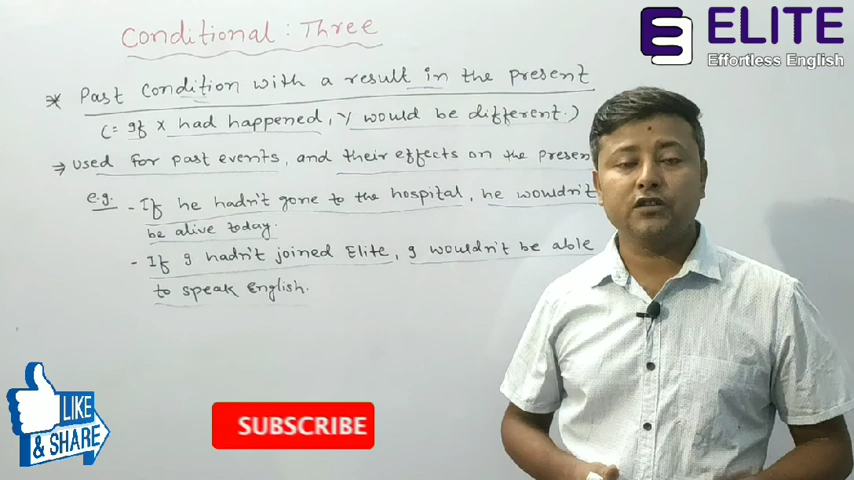 Conditional : Three
ELITE
Effortless English
* Past condition with a result in the present
(= If X had happened, Y would be different.)
⇒ Used for past events, and their effects on the presen
e.g. - If he hadn't gone to the hospital, he wouldn't
be alive today.
- If I hadn't joined Elite, I wouldn't be able
to speak English.
LIKE
& SHARE
SUBSCRIBE